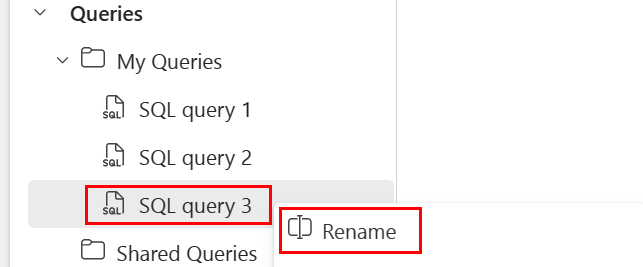 Queries
My Queries
SQL SQL query 1
SQL SQL query 2
SQL SQL query 3
Rename
Shared Queries